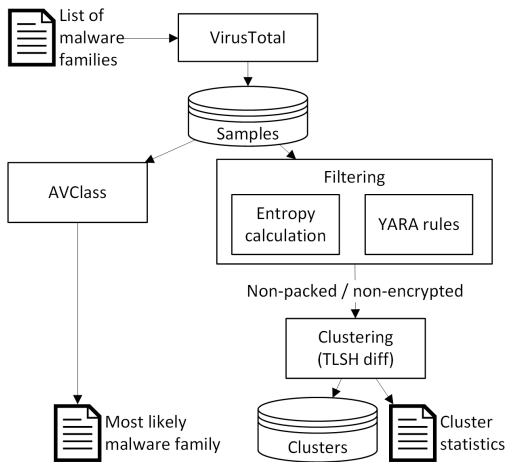 List of
malware
families
VirusTotal
Samples
AVClass
Filtering
Entropy
calculation
YARA rules
Non-packed / non-encrypted
Clustering
(TLSH diff)
Most likely
malware family
Clusters
Cluster
statistics